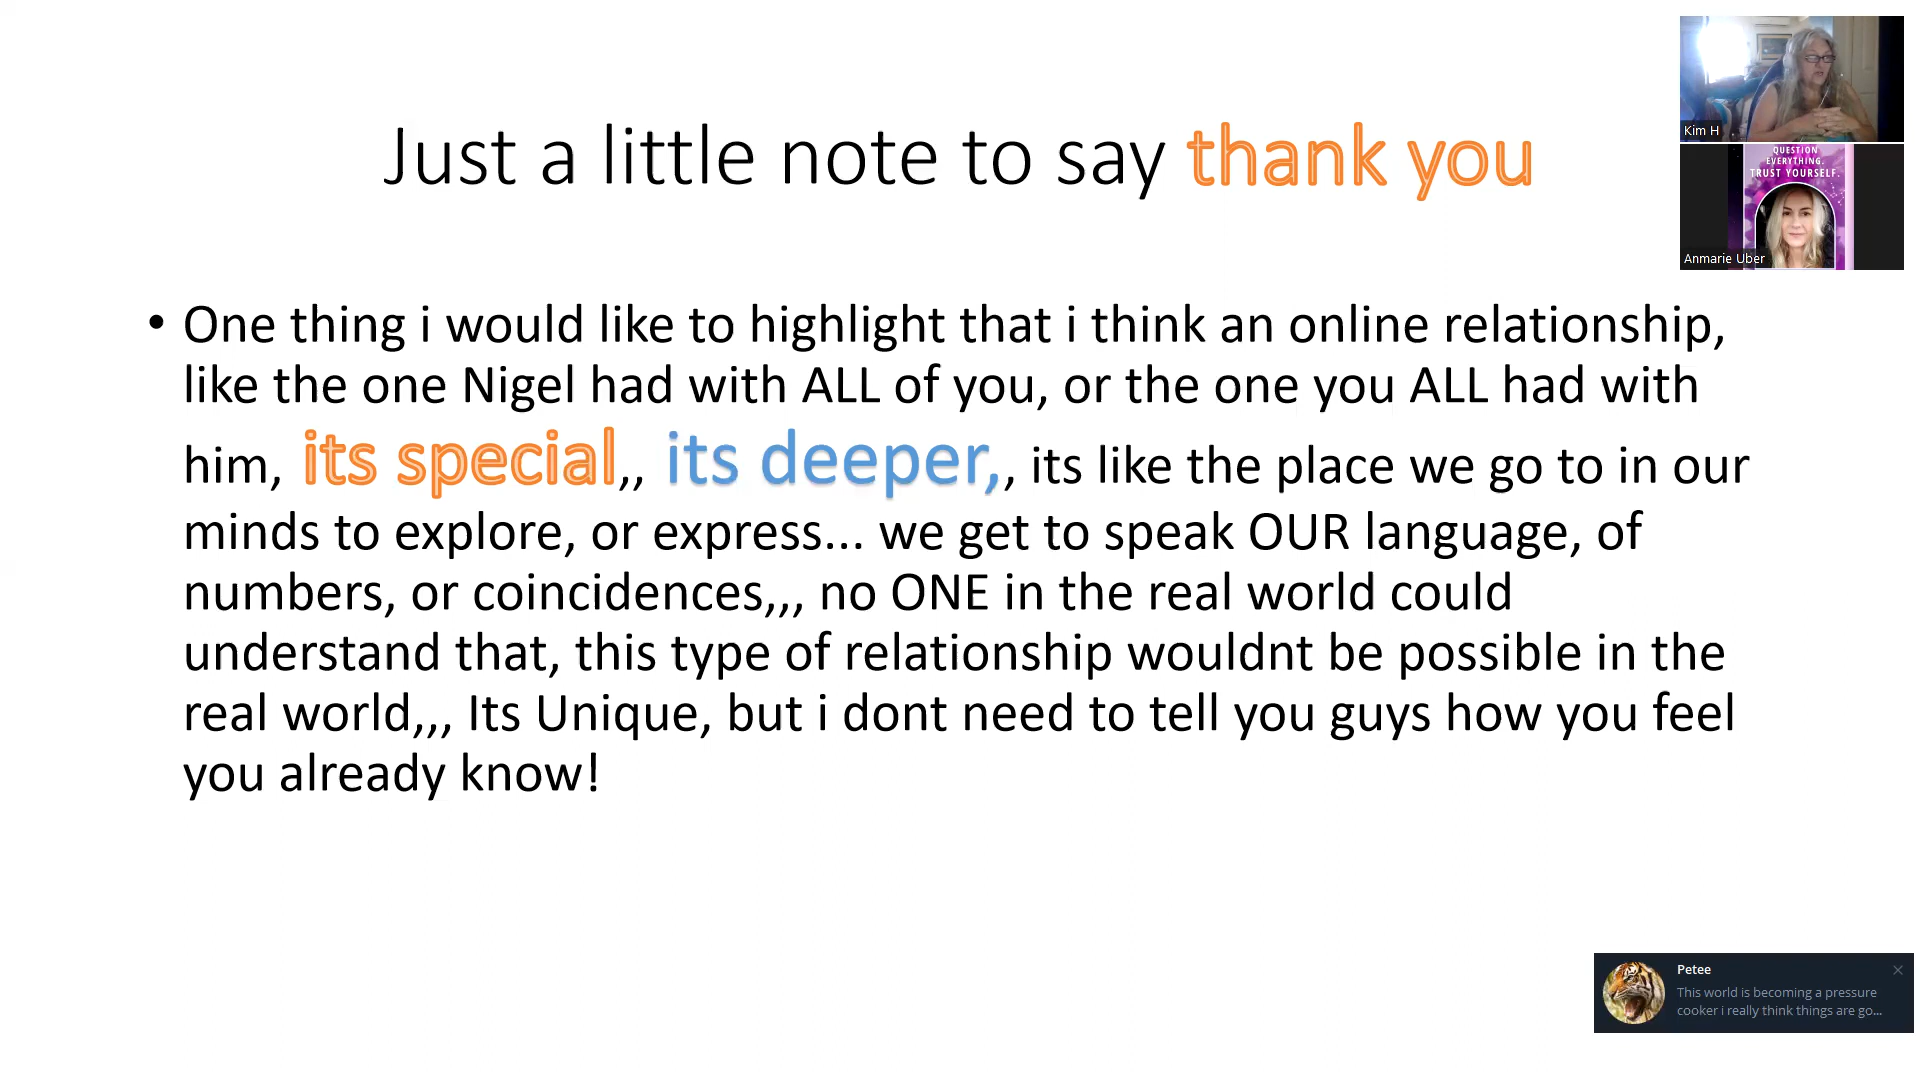 Just a little note to say thank you
• One thing i would like to highlight that i think an online relationship,
like the one Nigel had with ALL of you, or the one you ALL had with
him, its special,, its deeper,, its like the place we go to in our
minds to explore, or express... we get to speak OUR language, of
numbers, or coincidences,,, no ONE in the real world could
understand that, this type of relationship wouldnt be possible in the
real world,,, Its Unique, but i dont need to tell you guys how you feel
you already know!
Kim H
QUESTION
EVERYTHING.
TRUST YOURSELF.
Anmarie Uber
Petee
This world is becoming a pressure
cooker i really think things are go...